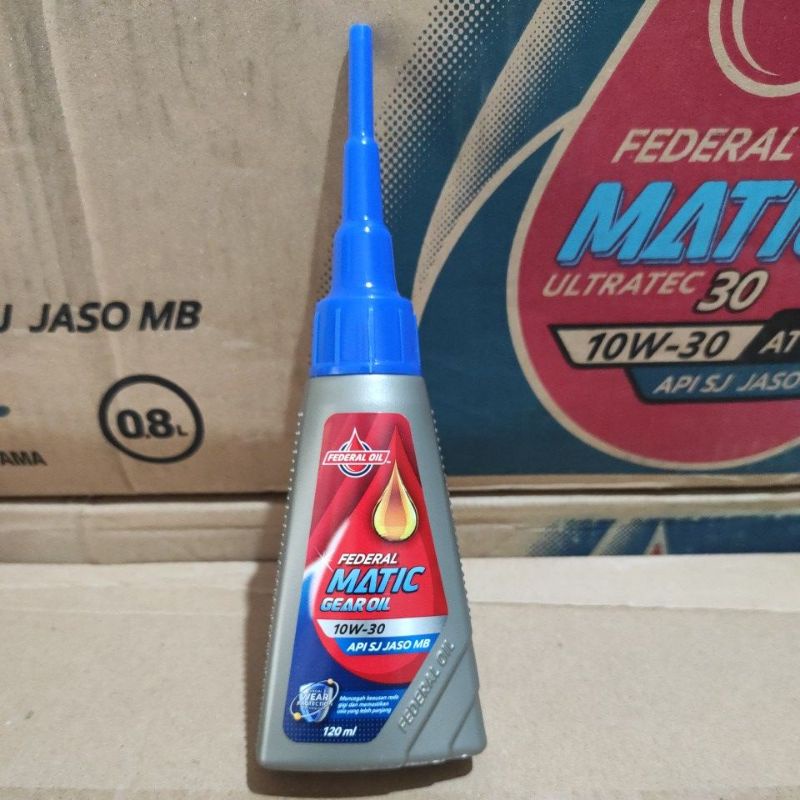 FEDERAL
MATIC
ULTRATEC 30
10W-30 AT
API SJ JASO
J JASO MB
0.8L
AMA
FEDERAL OIL
FEDERAL
MATIC
GEAR OIL
10W-30
API SJ JASO MB
WEAR
PROTECTION
Mencegah keausan roda
gigi dan memastikan
usia yang lebih panjang
120 ml
FEDERAL OIL